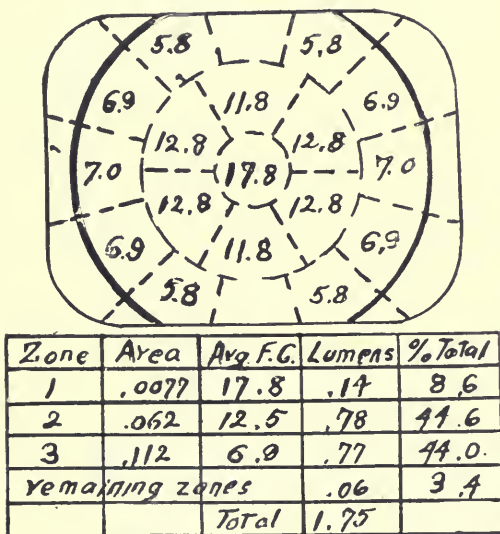 5.8 5.8
6.9 11.8 6.9
12.8 12.8
7.0 17.8 7.0
12.8 12.8
6.9 11.8 6.9
5.8 5.8
Zone Area Avg F.C. Lumens % Total
1 .0077 17.8 .14 8.6
2 .062 12.5 .78 44.6
3 .112 6.9 .77 44.0
remaining zones .06 3.4
Total 1.75